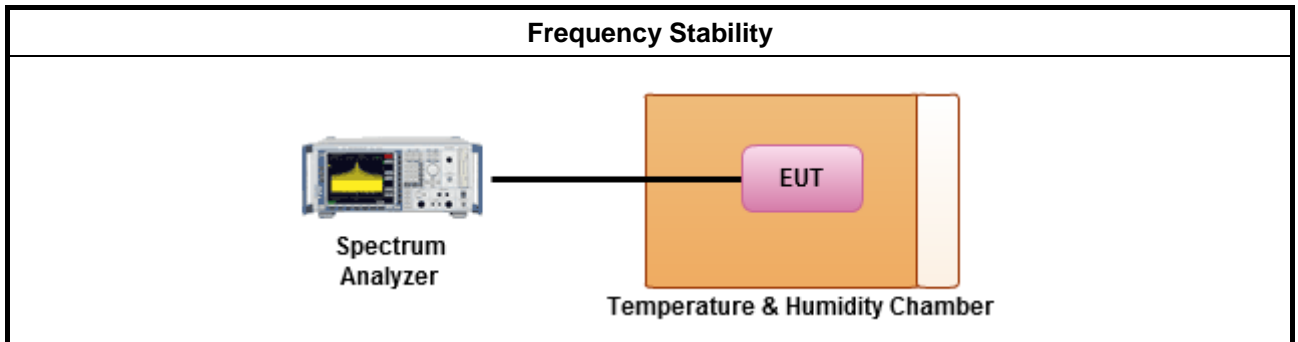 Frequency Stability
EUT
Spectrum
Analyzer
Temperature & Humidity Chamber